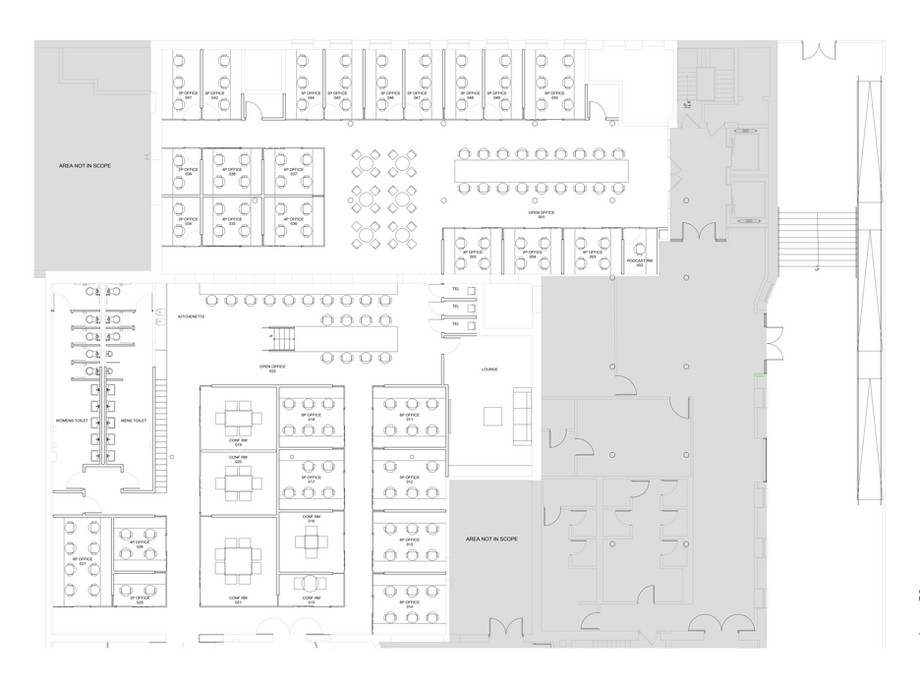 3P OFFICE
041
3P OFFICE
042
3P OFFICE
044
3P OFFICE
045
3P OFFICE
046
3P OFFICE
047
3P OFFICE
048
3P OFFICE
049
6P OFFICE
050
UP
AREA NOT IN SCOPE
2P OFFICE
039
4P OFFICE
038
4P OFFICE
037
2P OFFICE
034
4P OFFICE
035
4P OFFICE
036
OPEN OFFICE
001
4P OFFICE
4P OFFICE
004
4P OFFICE
003
PODCAST RM
002
UP
TEL
TEL
TEL
KITCHENETTE
OPEN OFFICE
022
LOUNGE
WOMENS TOILET
MENS TOILET
CONF RM
019
6P OFFICE
018
6P OFFICE
011
CONF RM
020
5P OFFICE
017
5P OFFICE
012
CONF RM
016
4P OFFICE
026
6P OFFICE
013
AREA NOT IN SCOPE
8P OFFICE
027
2P OFFICE
025
CONF RM
021
CONF RM
015
6P OFFICE
014